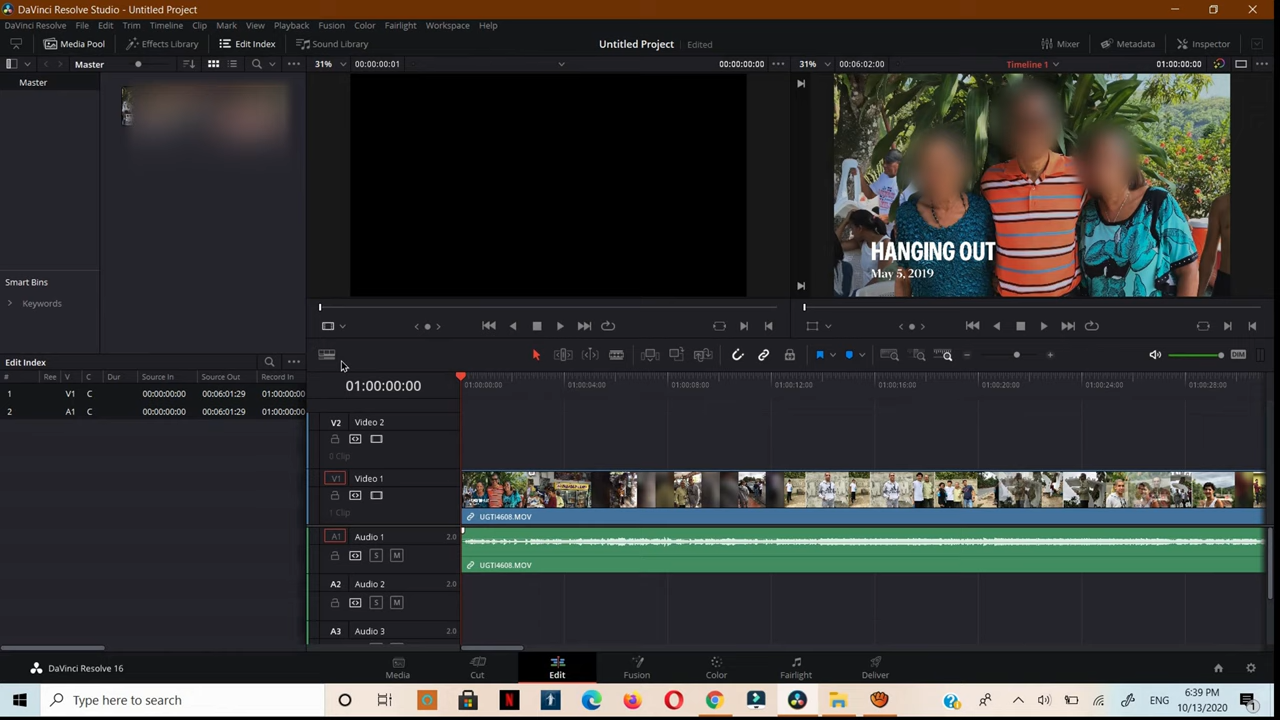 DaVinci Resolve Studio - Untitled Project
DaVinci Resolve File Edit Trim Timeline Clip Mark View Playback Fusion Color Fairlight Workspace Help
Media Pool Effects Library Edit Index Sound Library Untitled Project Edited Mixer Metadata Inspector
Master 31% 00:00:00:01 00:00:00:00 31% 00:06:02:00 Timeline 1 01:00:00:00
Master
HANGING OUT
May 5, 2019
Smart Bins
Keywords
Edit Index
# Ree V C Dur Source In Source Out Record In
1 V1 C 00:00:00:00 00:06:01:29 01:00:00:00
2 A1 C 00:00:00:00 00:06:01:29 01:00:00:00
DIM
01:00:00:00
01:00:00:00 01:00:04:00 01:00:08:00 01:00:12:00 01:00:16:00 01:00:20:00 01:00:24:00 01:00:28:00
V2 Video 2
0 Clip
V1 Video 1
1 Clip
UGTI4608.MOV
A1 Audio 1 2.0
S M
UGTI4608.MOV
A2 Audio 2 2.0
S M
A3 Audio 3 2.0
DaVinci Resolve 16
Media Cut Edit Fusion Color Fairlight Deliver
Type here to search
ENG
6:39 PM
10/13/2020
1